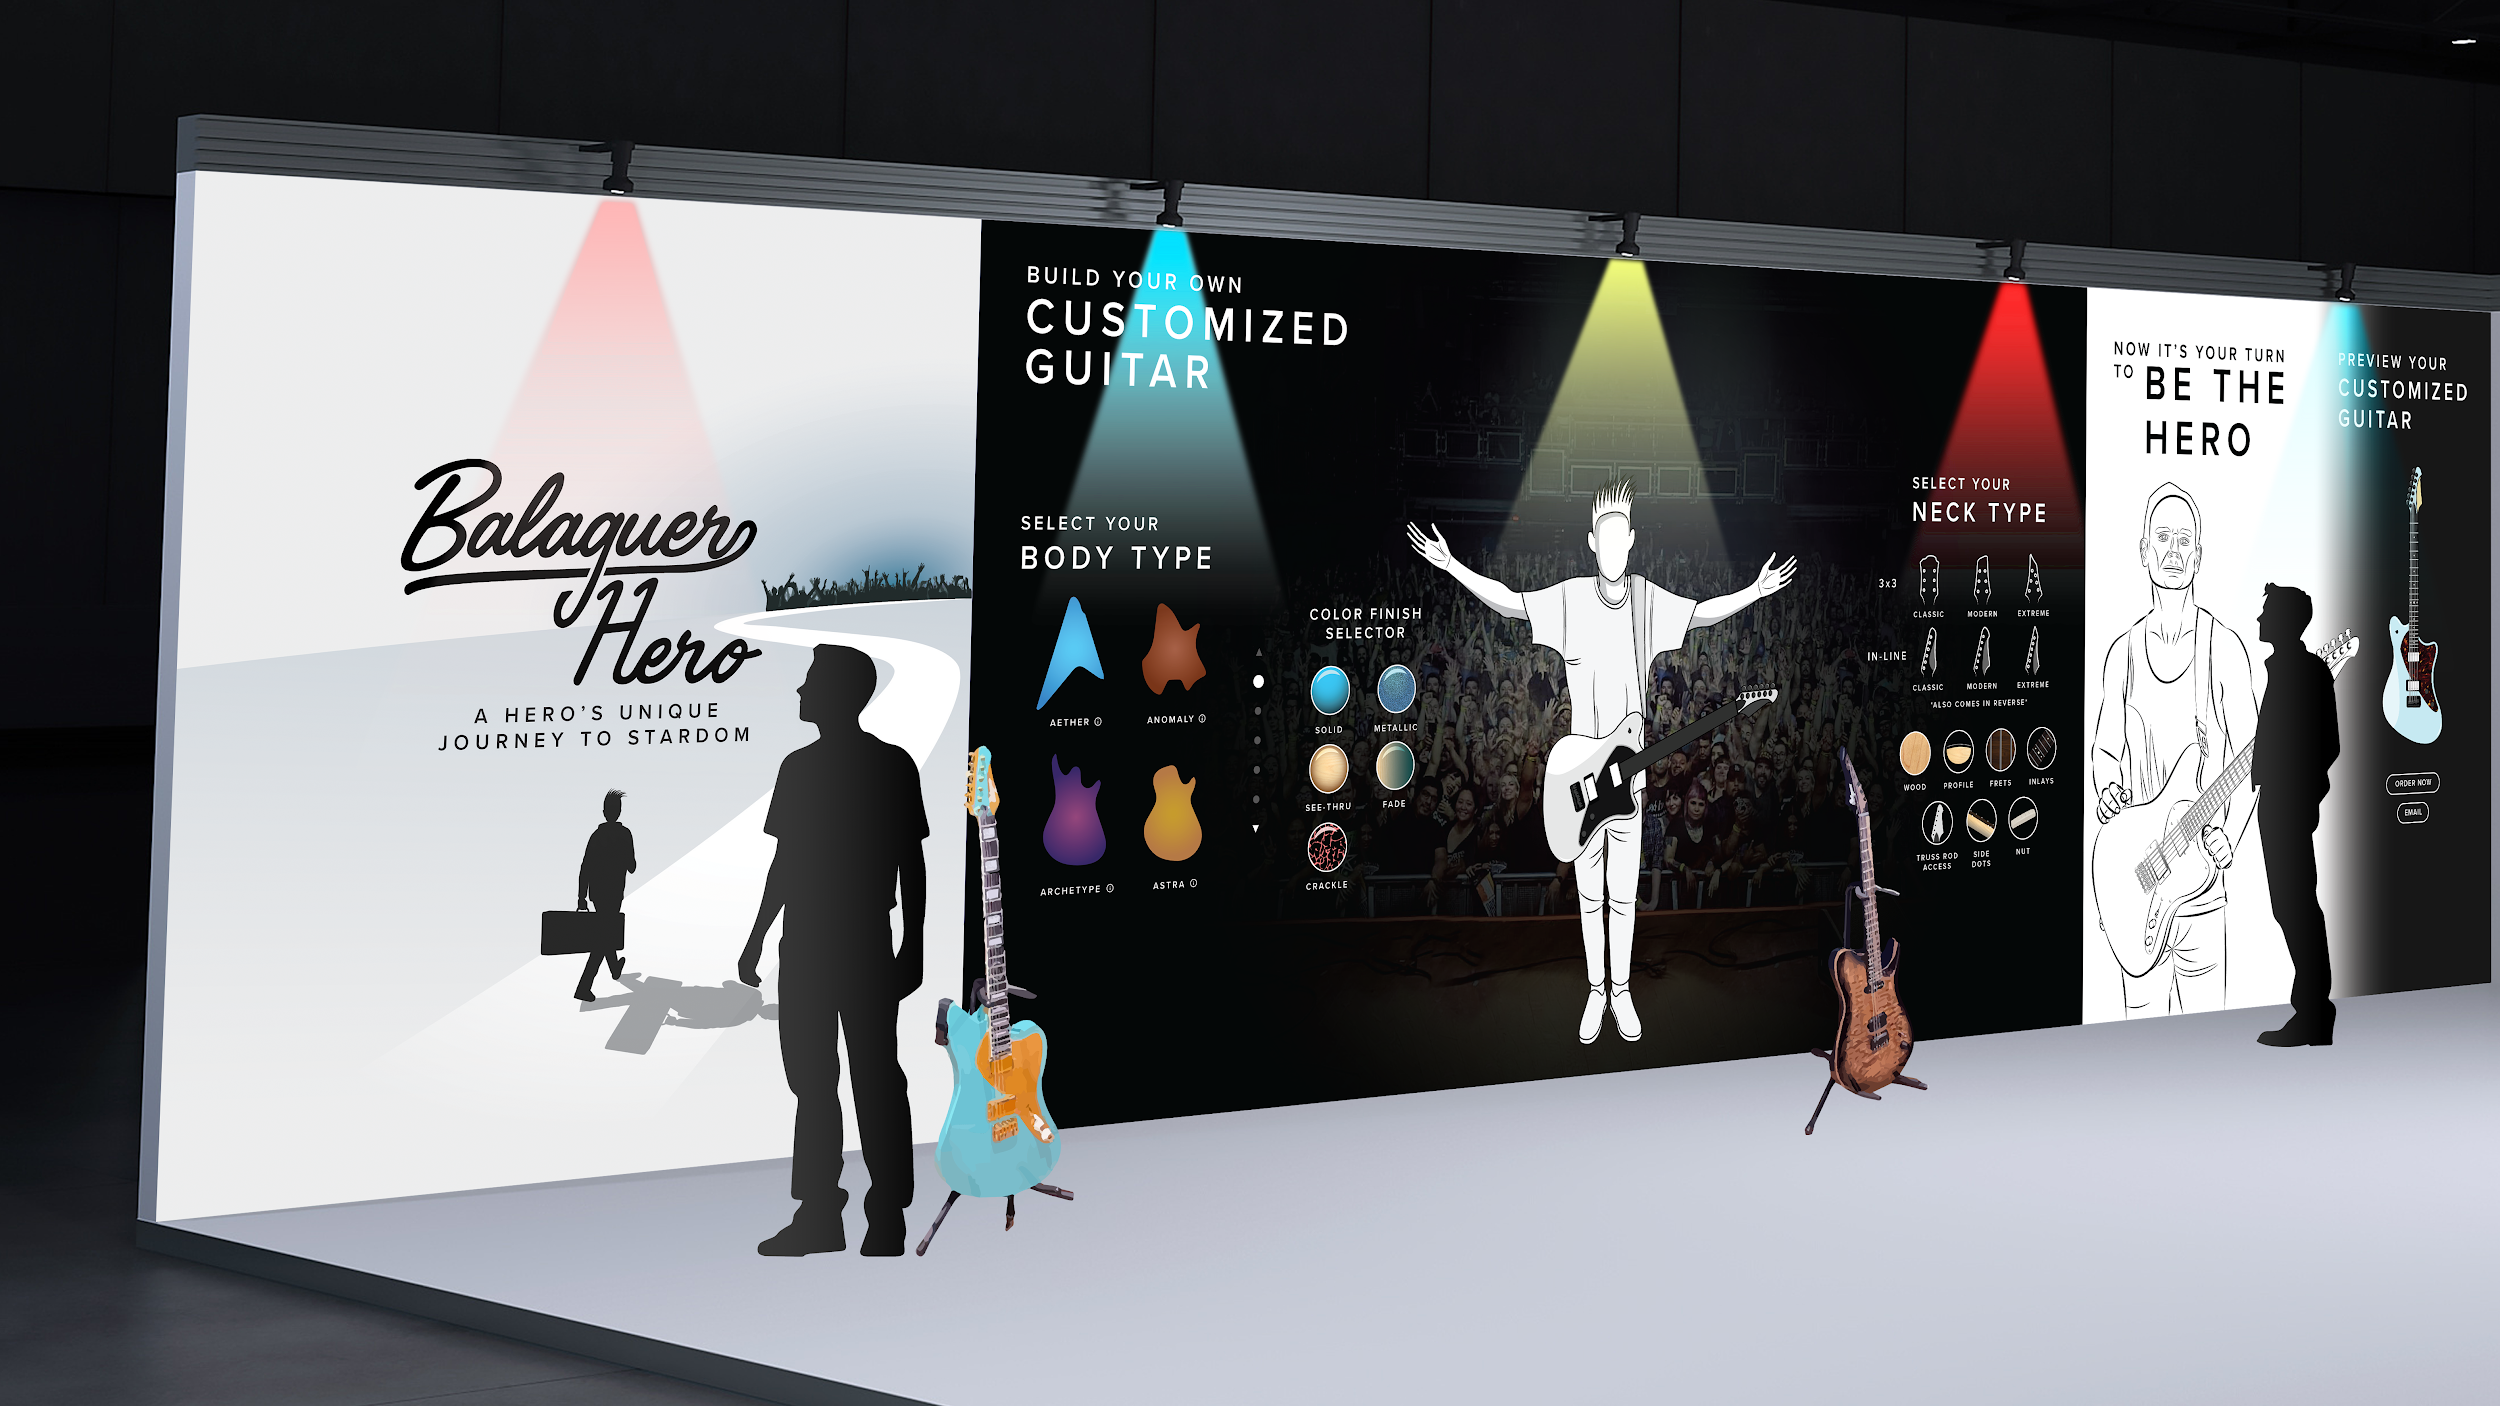 Balaguer
Hero
A HERO'S UNIQUE
JOURNEY TO STARDOM
BUILD YOUR OWN
CUSTOMIZED
GUITAR
SELECT YOUR
BODY TYPE
AETHER
ANOMALY
ARCHETYPE
ASTRA
COLOR FINISH
SELECTOR
SOLID
METALLIC
SEE-THRU
FADE
CRACKLE
SELECT YOUR
NECK TYPE
3x3
CLASSIC
MODERN
EXTREME
IN-LINE
CLASSIC
MODERN
EXTREME
*ALSO COMES IN REVERSE*
WOOD
PROFILE
FRETS
INLAYS
TRUSS ROD
ACCESS
SIDE
DOTS
NUT
NOW IT'S YOUR TURN
TO BE THE
HERO
PREVIEW YOUR
CUSTOMIZED
GUITAR
ORDER NOW
EMAIL